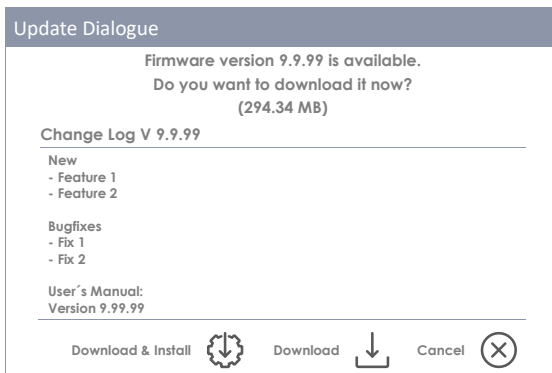 Update Dialogue
Firmware version 9.9.99 is available.
Do you want to download it now?
(294.34 MB)
Change Log V 9.9.99
New
- Feature 1
- Feature 2
Bugfixes
- Fix 1
- Fix 2
User´s Manual:
Version 9.99.99
Download & Install Download Cancel